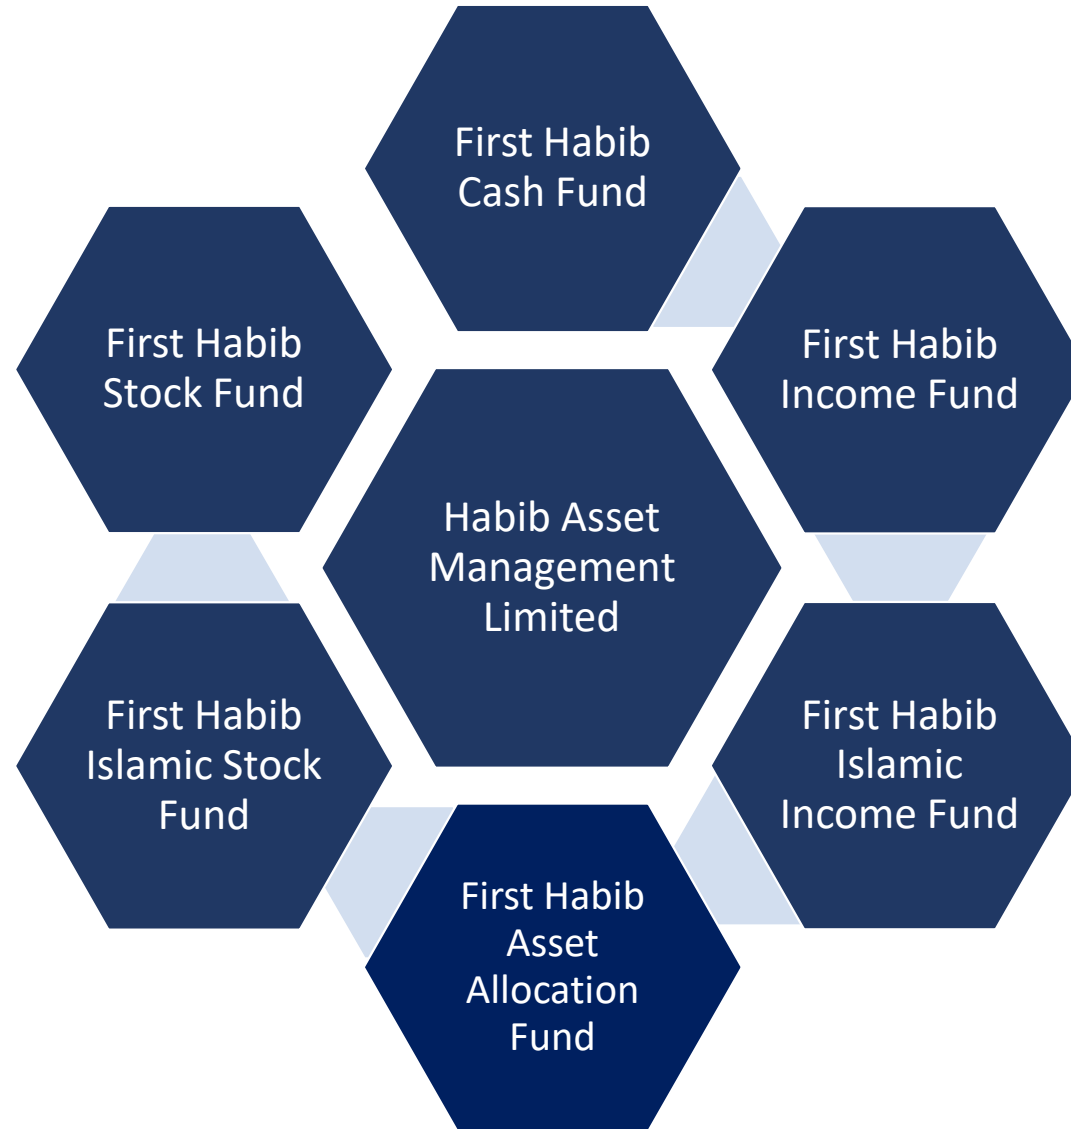 First Habib
Cash Fund
First Habib
Stock Fund
First Habib
Income Fund
Habib Asset
Management
Limited
First Habib
Islamic Stock
Fund
First Habib
Islamic
Income Fund
First Habib
Asset
Allocation
Fund